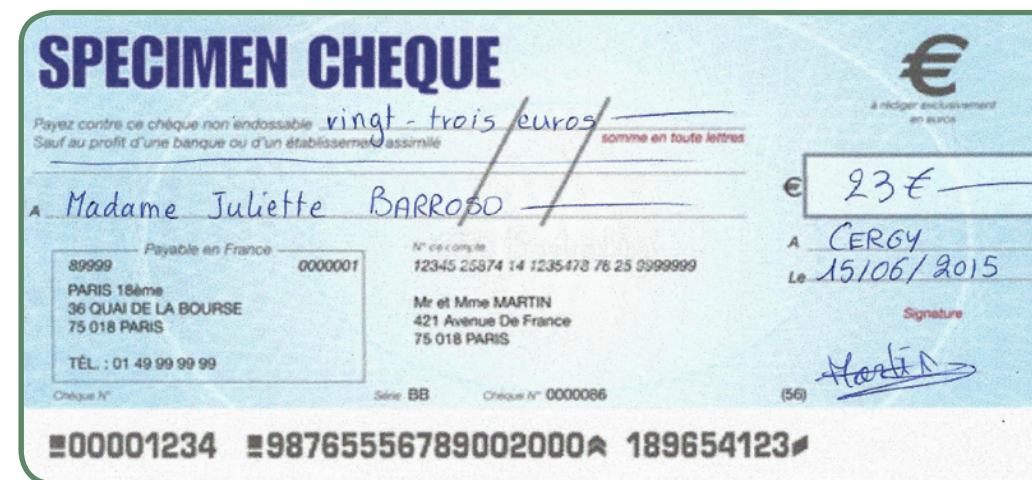 SPECIMEN CHEQUE
€
à rédiger exclusivement
en euros
Payez contre ce chèque non endossable vingt - trois euros
Sauf au profit d'une banque ou d'un établissement assimilé somme en toute lettres
€ 23 €
A Madame Juliette BARROSO
A CERGY
Le 15/06/2015
Payable en France
89999 0000001
PARIS 18ème
36 QUAI DE LA BOURSE
75 018 PARIS
TÉL. : 01 49 99 99 99
N° de compte
12345 25874 14 1235478 78 25 9999999
Mr et Mme MARTIN
421 Avenue De France
75 018 PARIS
Signature
Martin
Chèque N° Série BB Chèque N° 0000086 (56)
00001234 98765556789002000 189654123